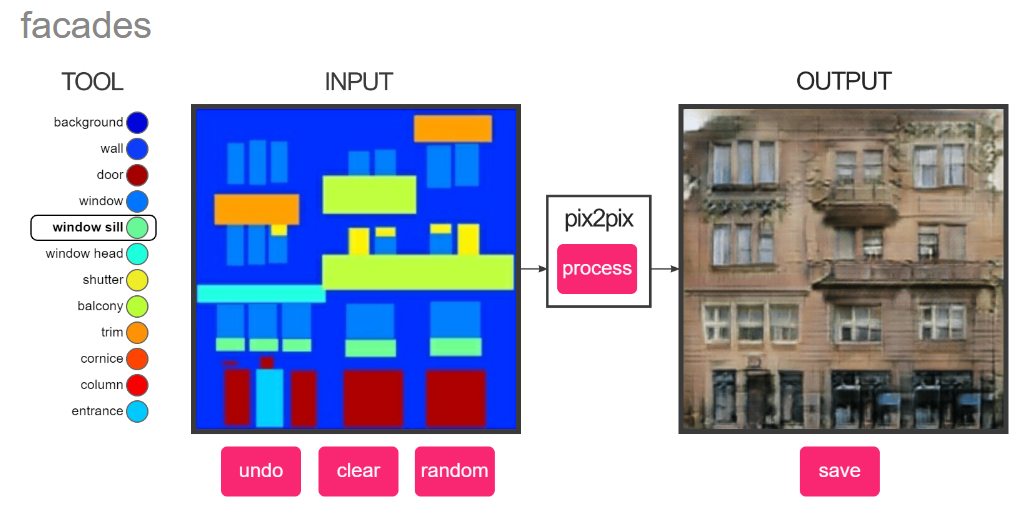 facades
TOOL
INPUT
OUTPUT
background
wall
door
window
window sill
window head
shutter
balcony
trim
cornice
column
entrance
pix2pix
process
undo
clear
random
save